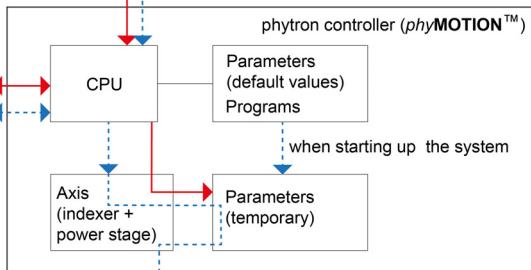 phytron controller (phyMOTION™)
CPU
Parameters
(default values)
Programs
when starting up the system
Axis
(indexer +
power stage)
Parameters
(temporary)